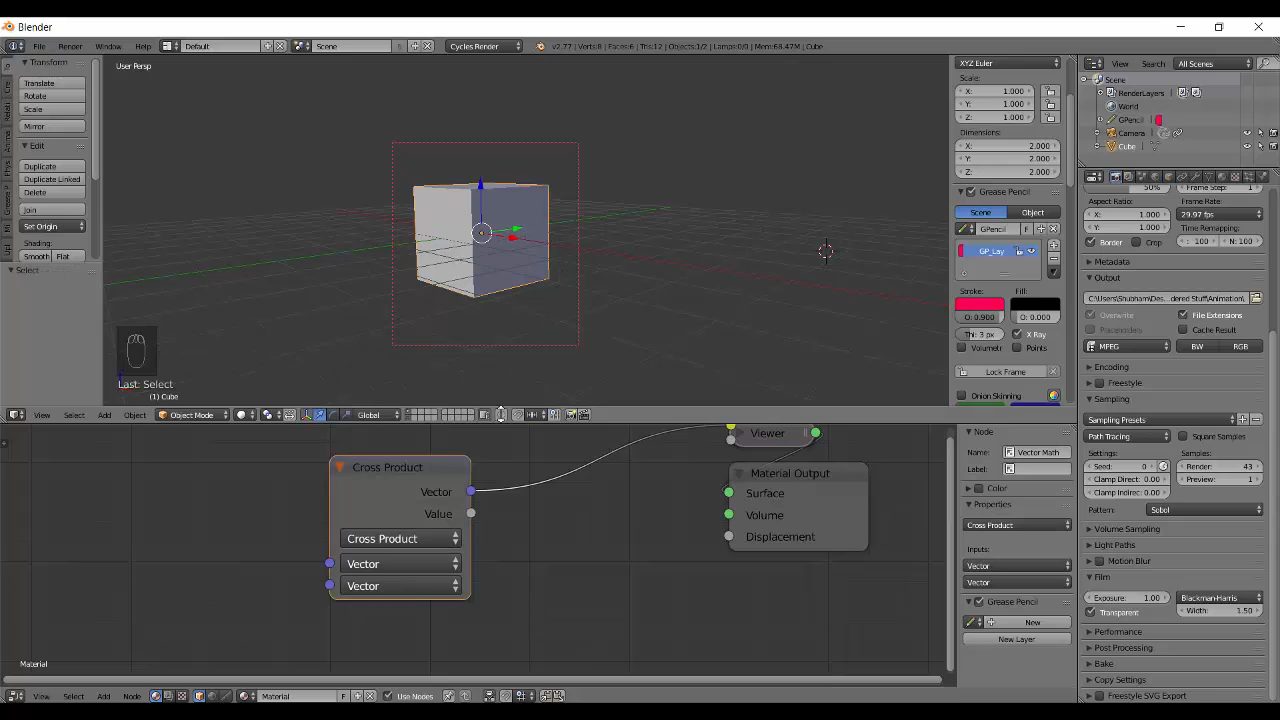 Blender
File Render Window Help Default Scene Cycles Render v2.77 | Verts:8 | Faces:6 | Tris:12 | Objects:1/2 | Lamps:0/0 | Mem:68.47M | Cube
View Search All Scenes
Transform
User Persp
XYZ Euler
Translate
Rotate
Scale
Mirror
Edit
Duplicate
Duplicate Linked
Delete
Join
Set Origin
Shading:
Smooth Flat
Select
Last: Select
(1) Cube
Scale:
X: 1.000
Y: 1.000
Z: 1.000
Dimensions:
X: 2.000
Y: 2.000
Z: 2.000
Grease Pencil
Scene Object
GPencil F
GP_Lay
Stroke: Fill:
O: 0.900 O: 0.000
Thi: 3 px X Ray
Volumetr Points
Lock Frame
Onion Skinning
Scene
RenderLayers
World
GPencil
Camera
Cube
50% Frame Step: 1
Aspect Ratio: Frame Rate:
X: 1.000 29.97 fps
Y: 1.000 Time Remapping:
Border Crop : 100 N: 100
Metadata
Output
C:\Users\Shubham/Des...dered Stuff/Animation\
Overwrite File Extensions
Placeholders Cache Result
MPEG BW RGB
Encoding
Freestyle
Sampling
Sampling Presets
Path Tracing Square Samples
Settings: Samples:
Seed: 0 Render: 43
Clamp Direct: 0.00 Preview: 1
Clamp Indirec: 0.00
Pattern: Sobol
Volume Sampling
Light Paths
Motion Blur
Film
Exposure: 1.00 Blackman-Harris
Transparent Width: 1.50
Performance
Post Processing
Bake
Copy Settings
Freestyle SVG Export
View Select Add Object Object Mode Global
Viewer
Cross Product
Vector
Value
Cross Product
Vector
Vector
Material Output
Surface
Volume
Displacement
Material
Node
Name: Vector Math
Label:
Color
Properties
Cross Product
Inputs:
Vector
Vector
Grease Pencil
New
New Layer
View Select Add Node Material F Use Nodes